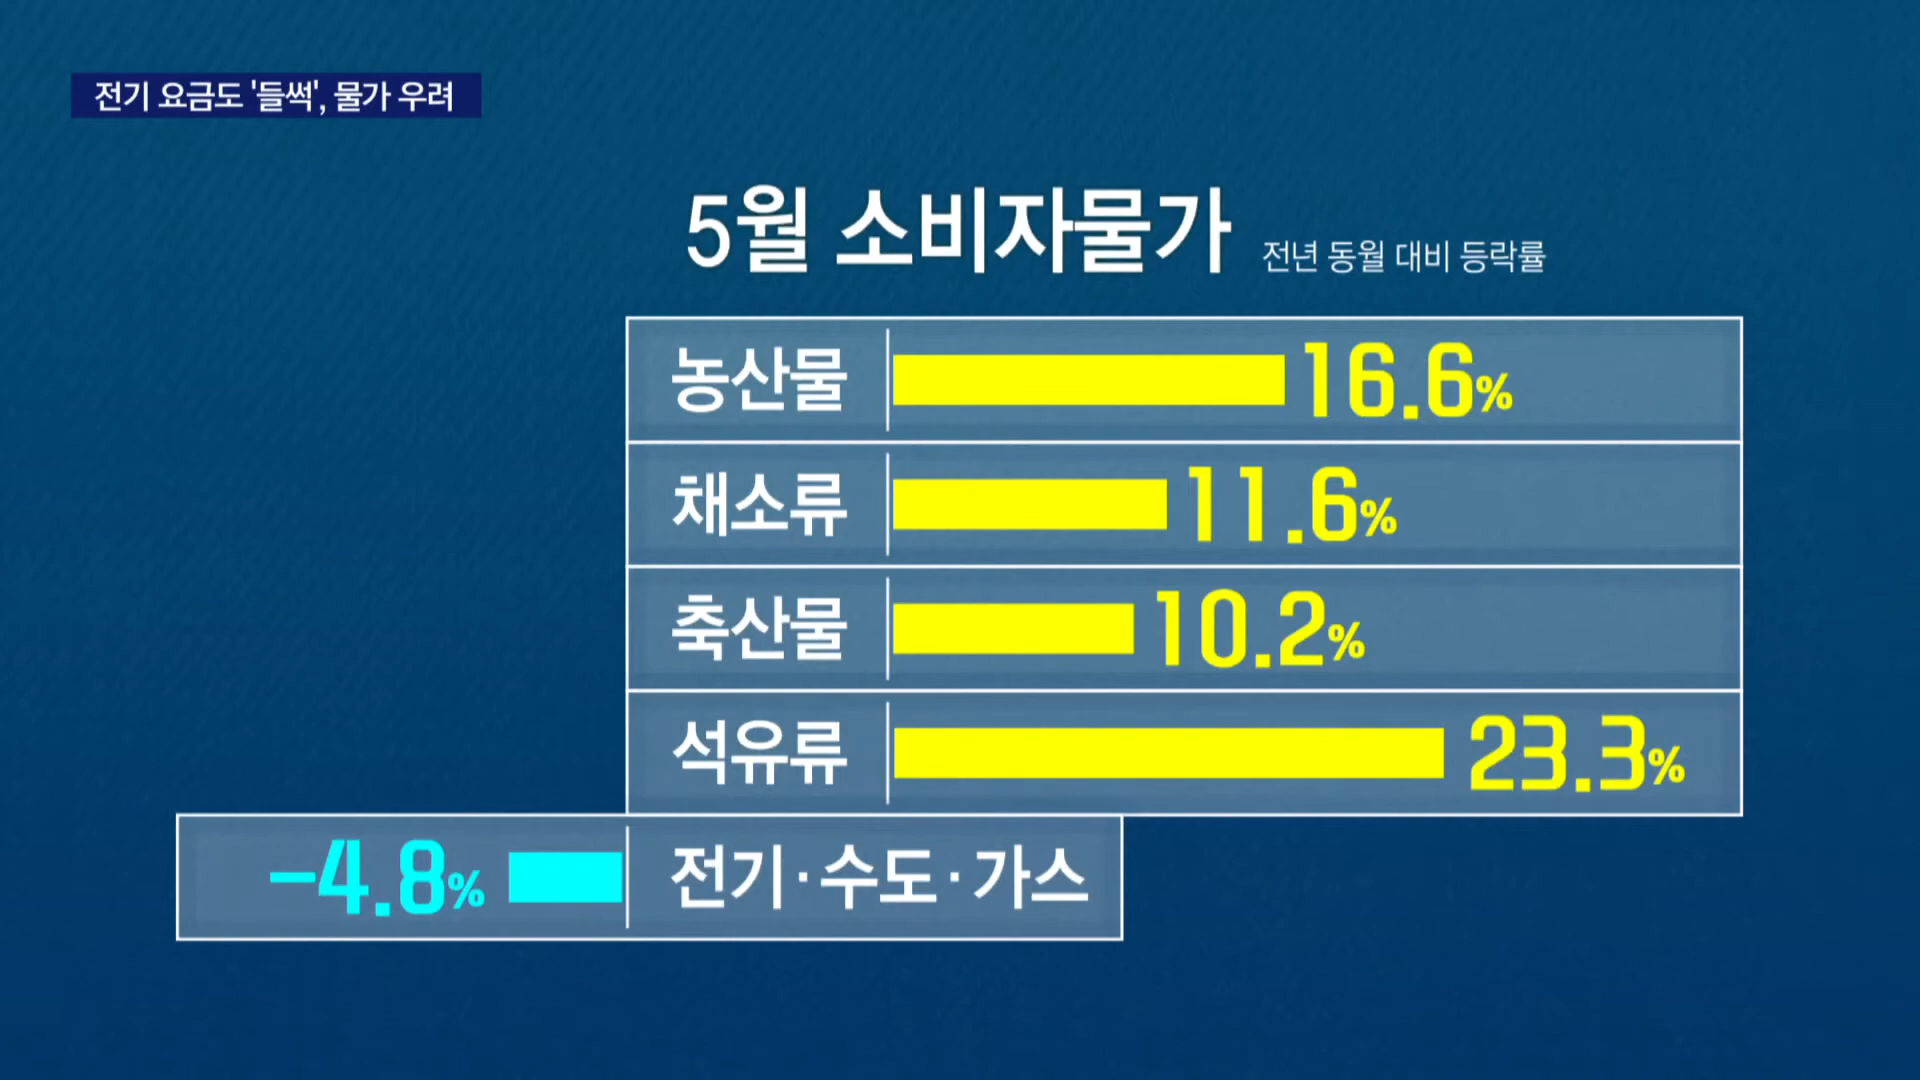 전기 요금도 '들썩', 물가 우려
5월 소비자물가 전년 동월 대비 등락률
농산물 16.6%
채소류 11.6%
축산물 10.2%
석유류 23.3%
-4.8% 전기·수도·가스